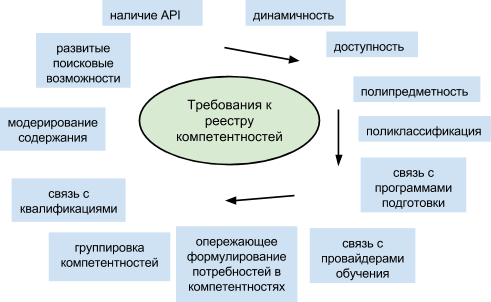 наличие API
динамичность
доступность
полипредметность
поликлассификация
связь с
программами
подготовки
связь с
провайдерами
обучения
опережающее
формулирование
потребностей в
компетентностях
группировка
компетентностей
связь с
квалификациями
модерирование
содержания
развитые
поисковые
возможности
Требования к
реестру
компетентностей